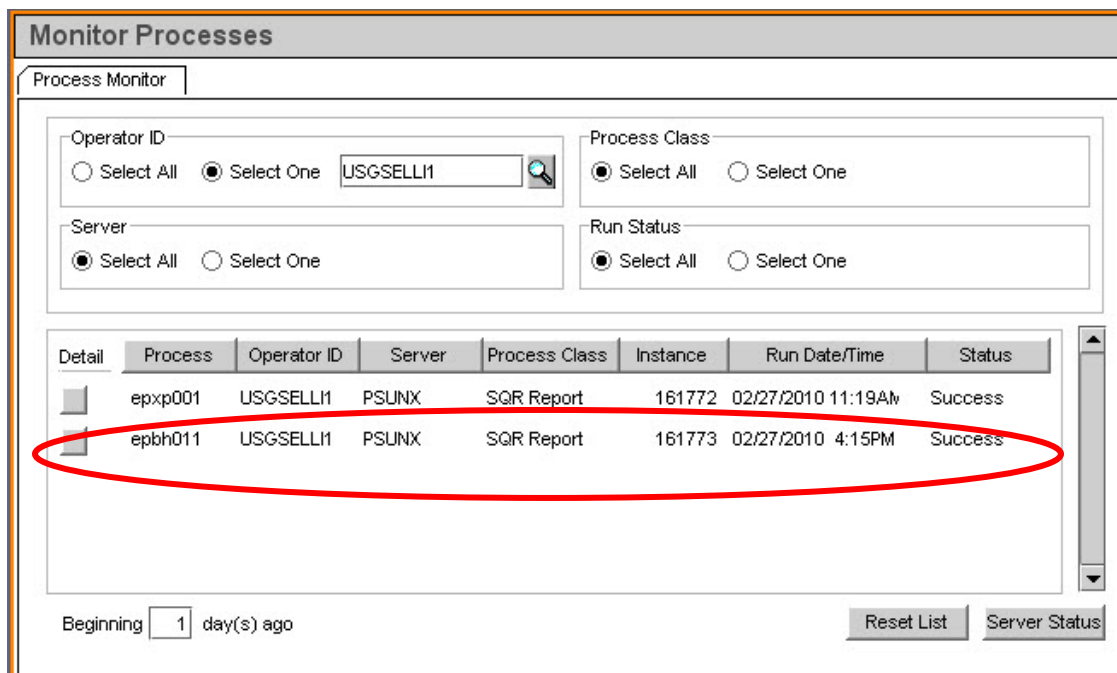 Monitor Processes
Process Monitor
Operator ID
Select All Select One USGSELLI1
Process Class
Select All Select One
Server
Select All Select One
Run Status
Select All Select One
Detail Process Operator ID Server Process Class Instance Run Date/Time Status
epxp001 USGSELLI1 PSUNX SQR Report 161772 02/27/2010 11:19AM Success
epbh011 USGSELLI1 PSUNX SQR Report 161773 02/27/2010 4:15PM Success
Beginning 1 day(s) ago
Reset List Server Status